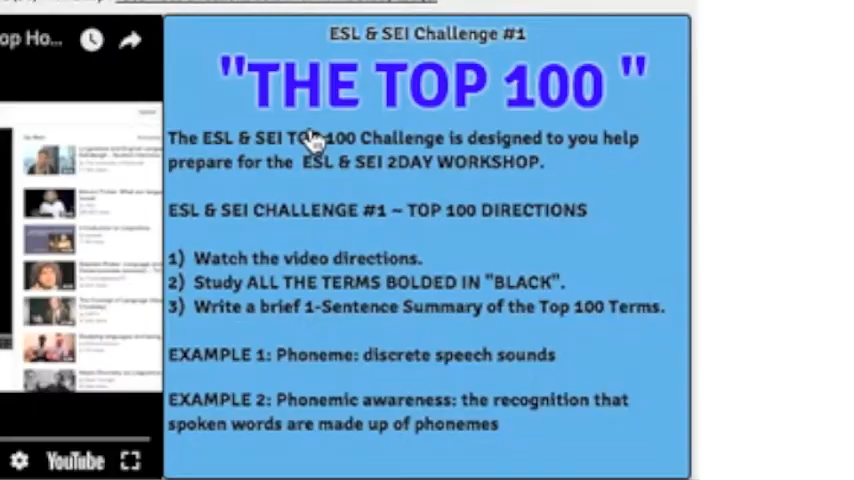 ESL & SEI Challenge #1
"THE TOP 100 "
op Ho...
The ESL & SEI TOP 100 Challenge is designed to you help
prepare for the ESL & SEI 2DAY WORKSHOP.
ESL & SEI CHALLENGE #1 ~ TOP 100 DIRECTIONS
1) Watch the video directions.
2) Study ALL THE TERMS BOLDED IN "BLACK".
3) Write a brief 1-Sentence Summary of the Top 100 Terms.
EXAMPLE 1: Phoneme: discrete speech sounds
EXAMPLE 2: Phonemic awareness: the recognition that
spoken words are made up of phonemes
YouTube